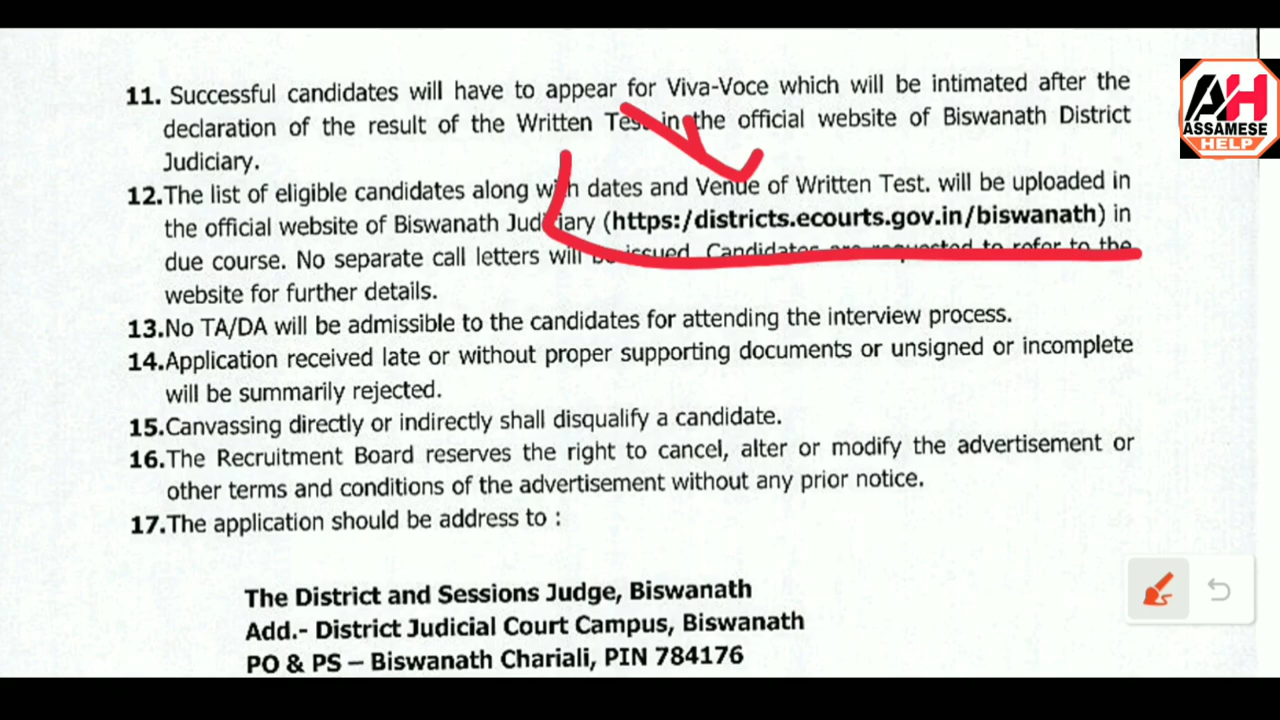 11. Successful candidates will have to appear for Viva-Voce which will be intimated after the
declaration of the result of the Written Test in the official website of Biswanath District
Judiciary.
12.The list of eligible candidates along with dates and Venue of Written Test. will be uploaded in
the official website of Biswanath Judiciary (https:/districts.ecourts.gov.in/biswanath) in
due course. No separate call letters will be issued. Candidates are requested to refer to the
website for further details.
13.No TA/DA will be admissible to the candidates for attending the interview process.
14.Application received late or without proper supporting documents or unsigned or incomplete
will be summarily rejected.
15.Canvassing directly or indirectly shall disqualify a candidate.
16.The Recruitment Board reserves the right to cancel, alter or modify the advertisement or
other terms and conditions of the advertisement without any prior notice.
17.The application should be address to :
The District and Sessions Judge, Biswanath
Add.- District Judicial Court Campus, Biswanath
PO & PS – Biswanath Chariali, PIN 784176
AH
ASSAMESE
HELP